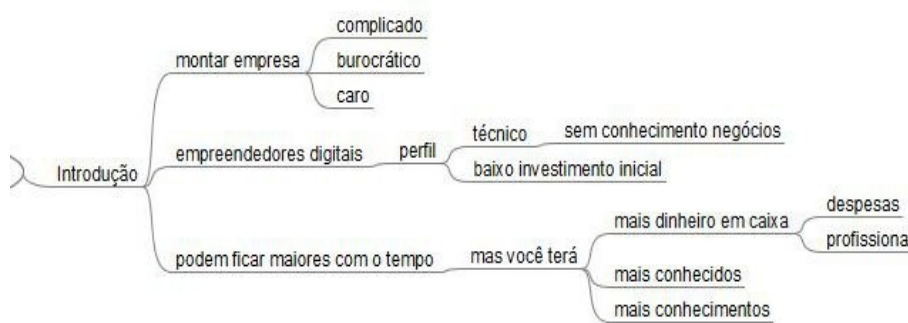 Introdução
montar empresa
complicado
burocrático
caro
empreendedores digitais
perfil
técnico
sem conhecimento negócios
baixo investimento inicial
podem ficar maiores com o tempo
mas você terá
mais dinheiro em caixa
despesas
profissiona
mais conhecidos
mais conhecimentos